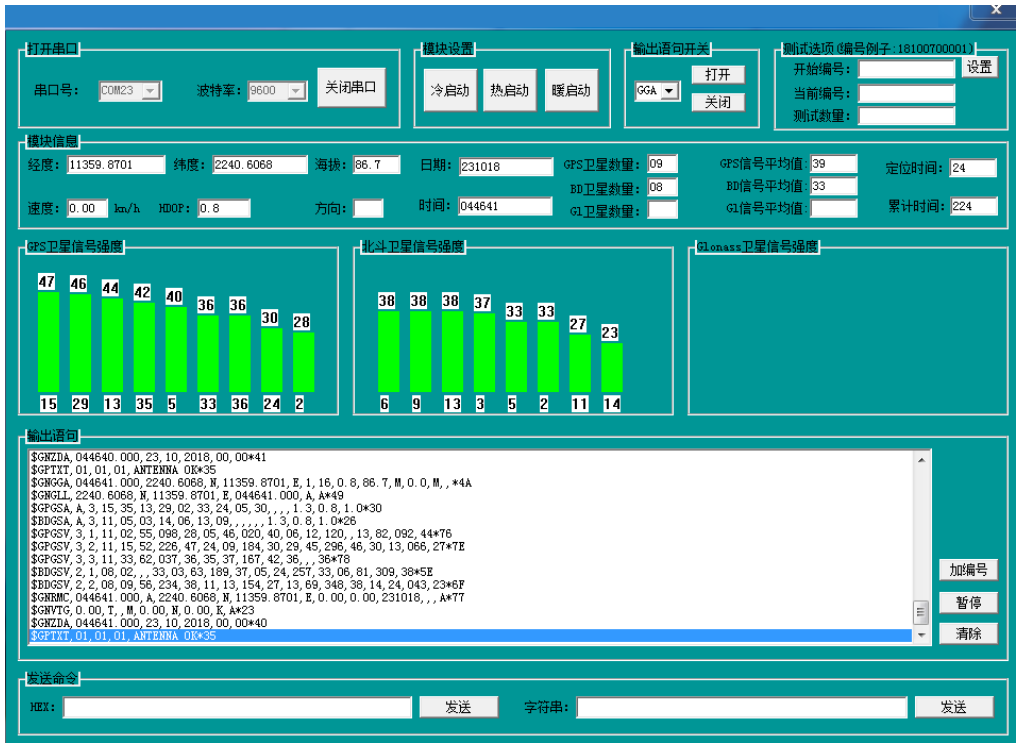 打开串口
串口号: COM23 波特率: 9600 关闭串口
模块设置
冷启动 热启动 暖启动
输出语句开关
GGA 打开
关闭
测试选项(编号例子:18100700001)
开始编号: 设置
当前编号:
测试数量:
模块信息
经度: 11359.8701 纬度: 2240.6068 海拔: 86.7 日期: 231018 GPS卫星数量: 09 GPS信号平均值: 39 定位时间: 24
BD卫星数量: 08 BD信号平均值: 33
速度: 0.00 km/h HDOP: 0.8 方向: 时间: 044641 Gl卫星数量: Gl信号平均值: 累计时间: 224
GPS卫星信号强度
47 46 44 42 40 36 36 30 28
15 29 13 35 5 33 36 24 2
北斗卫星信号强度
38 38 38 37 33 33 27 23
6 9 13 3 5 2 11 14
Glonass卫星信号强度
输出语句
$GNZDA,044640.000,23,10,2018,00,00*41
$GPTXT,01,01,01,ANTENNA OK*35
$GNGGA,044641.000,2240.6068,N,11359.8701,E,1,16,0.8,86.7,M,0.0,M,,*4A
$GNGLL,2240.6068,N,11359.8701,E,044641.000,A,A*49
$GPGSA,A,3,15,35,13,29,02,33,24,05,30,,,,1.3,0.8,1.0*30
$BDGSA,A,3,11,05,03,14,06,13,09,,,,,,1.3,0.8,1.0*26
$GPGSV,3,1,11,02,55,098,28,05,46,020,40,06,12,120,,13,82,092,44*76
$GPGSV,3,2,11,15,52,226,47,24,09,184,30,29,45,296,46,30,13,066,27*7E
$GPGSV,3,3,11,33,62,037,36,35,37,167,42,36,,,36*78
$BDGSV,2,1,08,02,,,33,03,63,189,37,05,24,257,33,06,81,309,38*5E
$BDGSV,2,2,08,09,56,234,38,11,13,154,27,13,69,348,38,14,24,043,23*6F
$GNRMC,044641.000,A,2240.6068,N,11359.8701,E,0.00,0.00,231018,,,A*77
$GNVTG,0.00,T,,M,0.00,N,0.00,K,A*23
$GNZDA,044641.000,23,10,2018,00,00*40
$GPTXT,01,01,01,ANTENNA OK*35
加编号
暂停
清除
发送命令
HEX: 发送 字符串: 发送